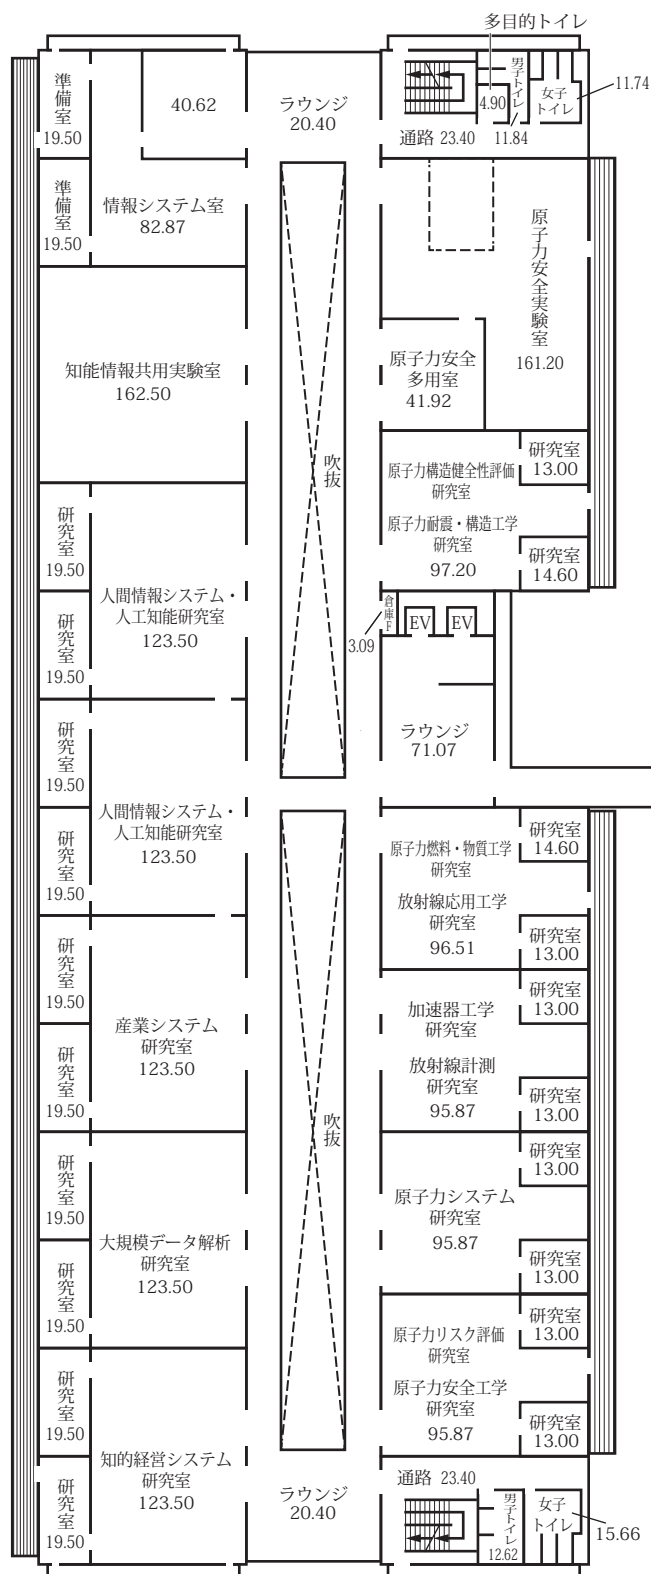 多目的トイレ
準備室
19.50
40.62
ラウンジ
20.40
4.90
男子トイレ
女子
トイレ
11.74
通路 23.40
11.84
準備室
19.50
情報システム室
82.87
原子力安全実験室
161.20
知能情報共用実験室
162.50
原子力安全
多用室
41.92
吹抜
研究室
13.00
原子力構造健全性評価
研究室
原子力耐震・構造工学
研究室
97.20
研究室
14.60
研究室
19.50
人間情報システム・
人工知能研究室
123.50
研究室
19.50
倉庫F
3.09
EV
EV
ラウンジ
71.07
研究室
19.50
人間情報システム・
人工知能研究室
123.50
研究室
19.50
研究室
14.60
原子力燃料・物質工学
研究室
放射線応用工学
研究室
96.51
研究室
13.00
研究室
19.50
産業システム
研究室
123.50
研究室
19.50
加速器工学
研究室
研究室
13.00
放射線計測
研究室
95.87
研究室
13.00
吹抜
研究室
19.50
大規模データ解析
研究室
123.50
研究室
19.50
研究室
13.00
原子力システム
研究室
95.87
研究室
13.00
研究室
19.50
知的経営システム
研究室
123.50
研究室
19.50
原子力リスク評価
研究室
研究室
13.00
原子力安全工学
研究室
95.87
研究室
13.00
ラウンジ
20.40
通路 23.40
男子トイレ
12.62
女子
トイレ
15.66